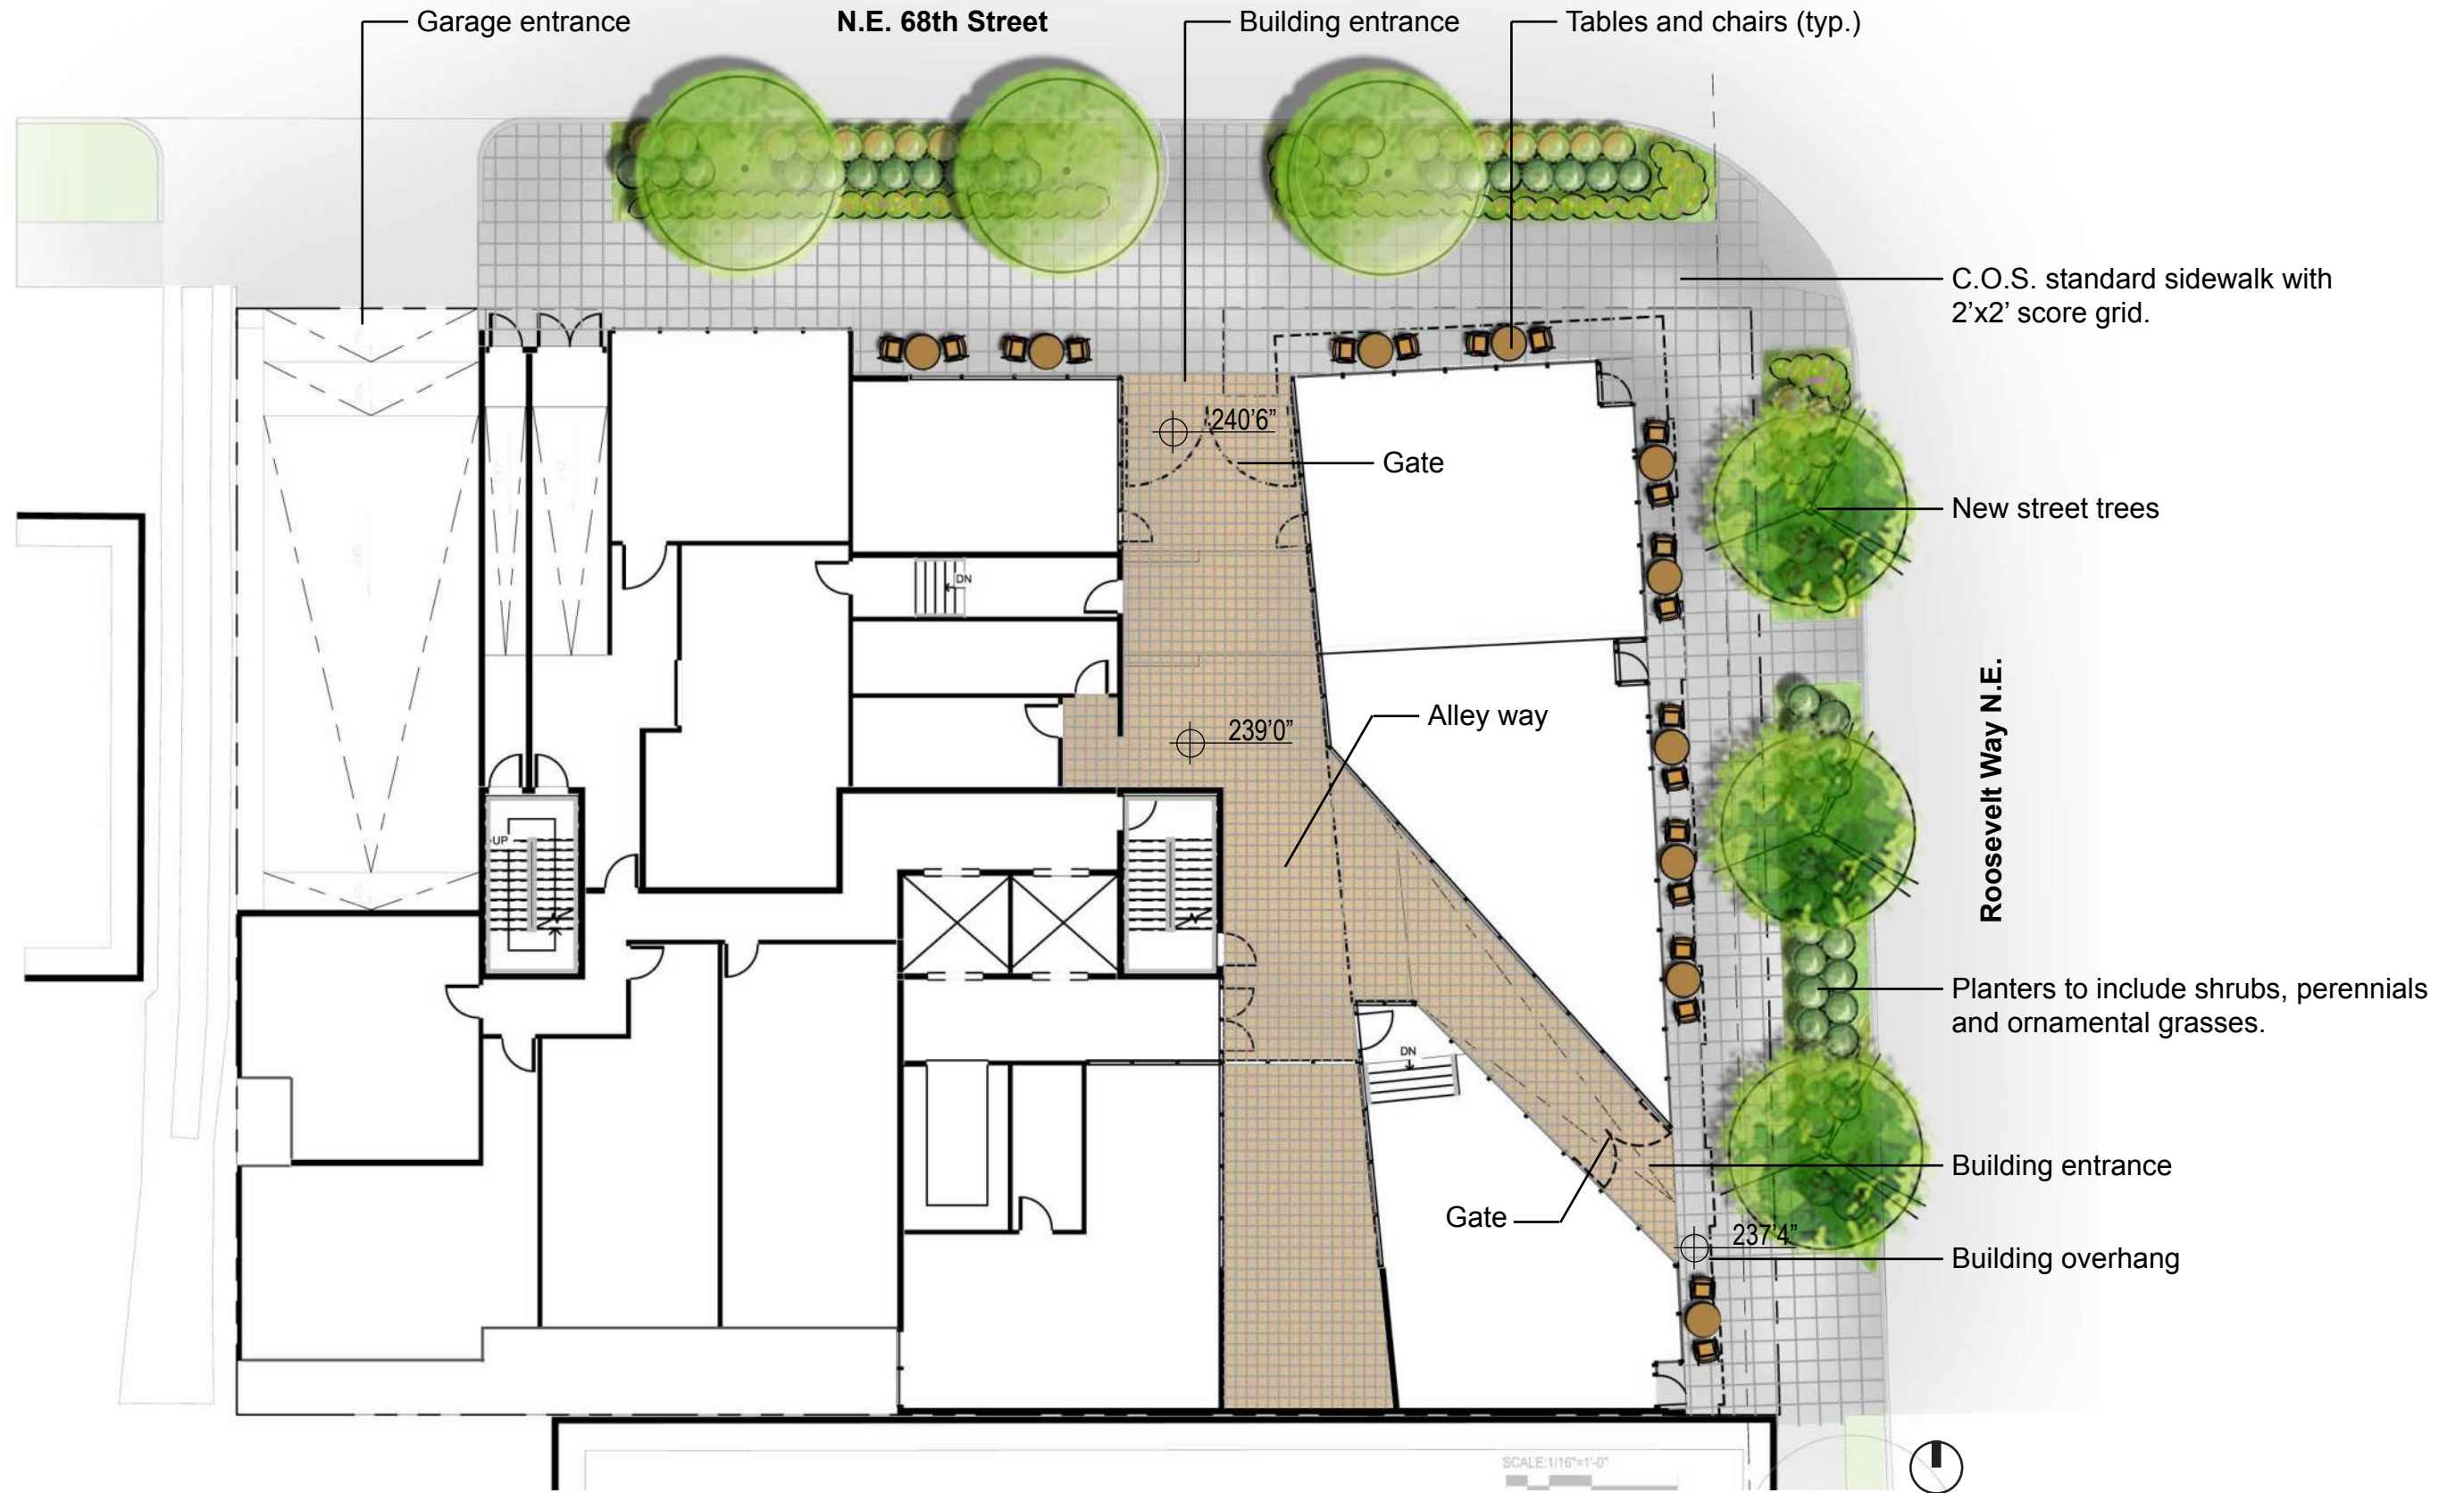 Garage entrance
N.E. 68th Street
Building entrance
Tables and chairs (typ.)
C.O.S. standard sidewalk with
2'x2' score grid.
240'6”
Gate
New street trees
DN
Roosevelt Way N.E.
Alley way
239'0”
UP
Planters to include shrubs, perennials
and ornamental grasses.
DN
Building entrance
Gate
237'4”
Building overhang
SCALE:1/16"=1'-0"